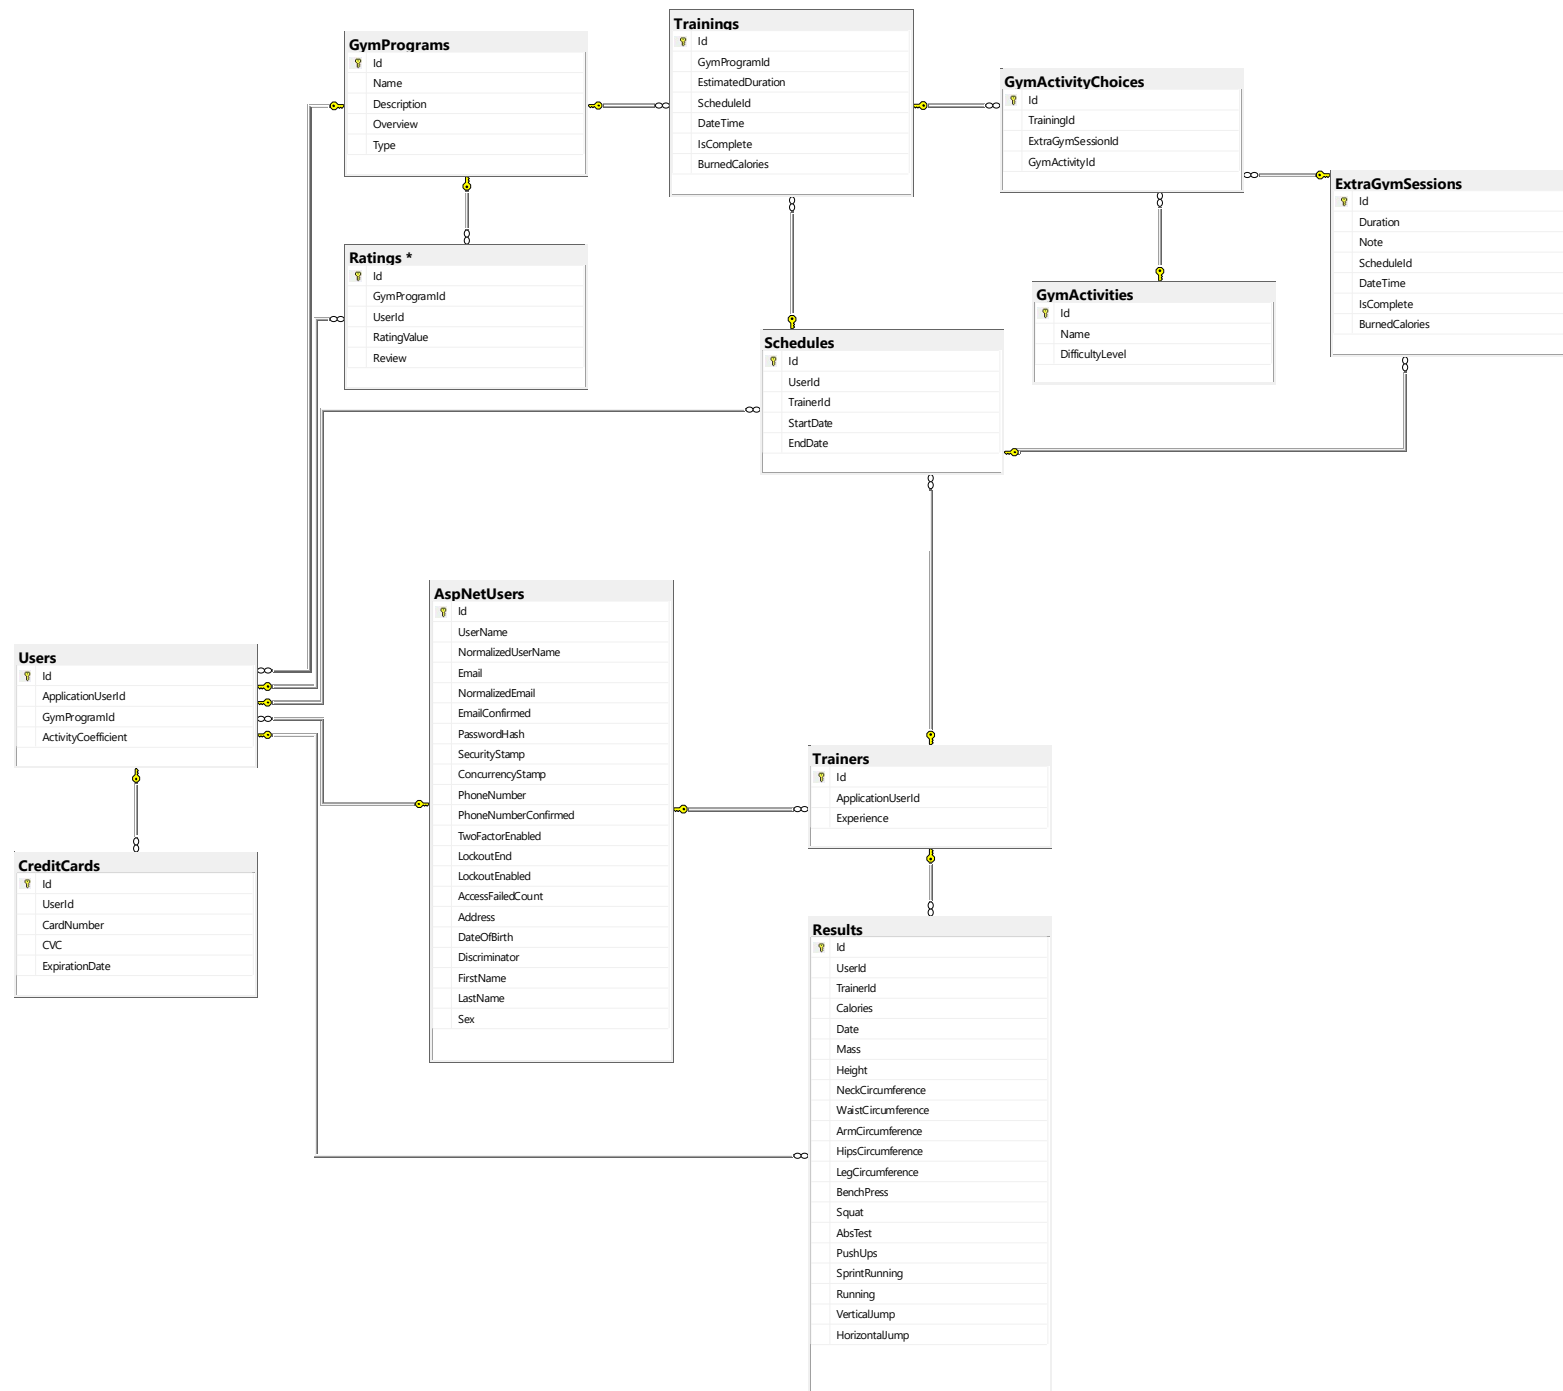 GymPrograms
Id
Name
Description
Overview
Type
Trainings
Id
GymProgramId
EstimatedDuration
ScheduleId
DateTime
IsComplete
BurnedCalories
GymActivityChoices
Id
TrainingId
ExtraGymSessionId
GymActivityId
ExtraGymSessions
Id
Duration
Note
ScheduleId
DateTime
IsComplete
BurnedCalories
Ratings *
Id
GymProgramId
UserId
RatingValue
Review
GymActivities
Id
Name
DifficultyLevel
Schedules
Id
UserId
TrainerId
StartDate
EndDate
AspNetUsers
Id
UserName
NormalizedUserName
Email
NormalizedEmail
EmailConfirmed
PasswordHash
SecurityStamp
ConcurrencyStamp
PhoneNumber
PhoneNumberConfirmed
TwoFactorEnabled
LockoutEnd
LockoutEnabled
AccessFailedCount
Address
DateOfBirth
Discriminator
FirstName
LastName
Sex
Users
Id
ApplicationUserId
GymProgramId
ActivityCoefficient
Trainers
Id
ApplicationUserId
Experience
CreditCards
Id
UserId
CardNumber
CVC
ExpirationDate
Results
Id
UserId
TrainerId
Calories
Date
Mass
Height
NeckCircumference
WaistCircumference
ArmCircumference
HipsCircumference
LegCircumference
BenchPress
Squat
AbsTest
PushUps
SprintRunning
Running
VerticalJump
HorizontalJump